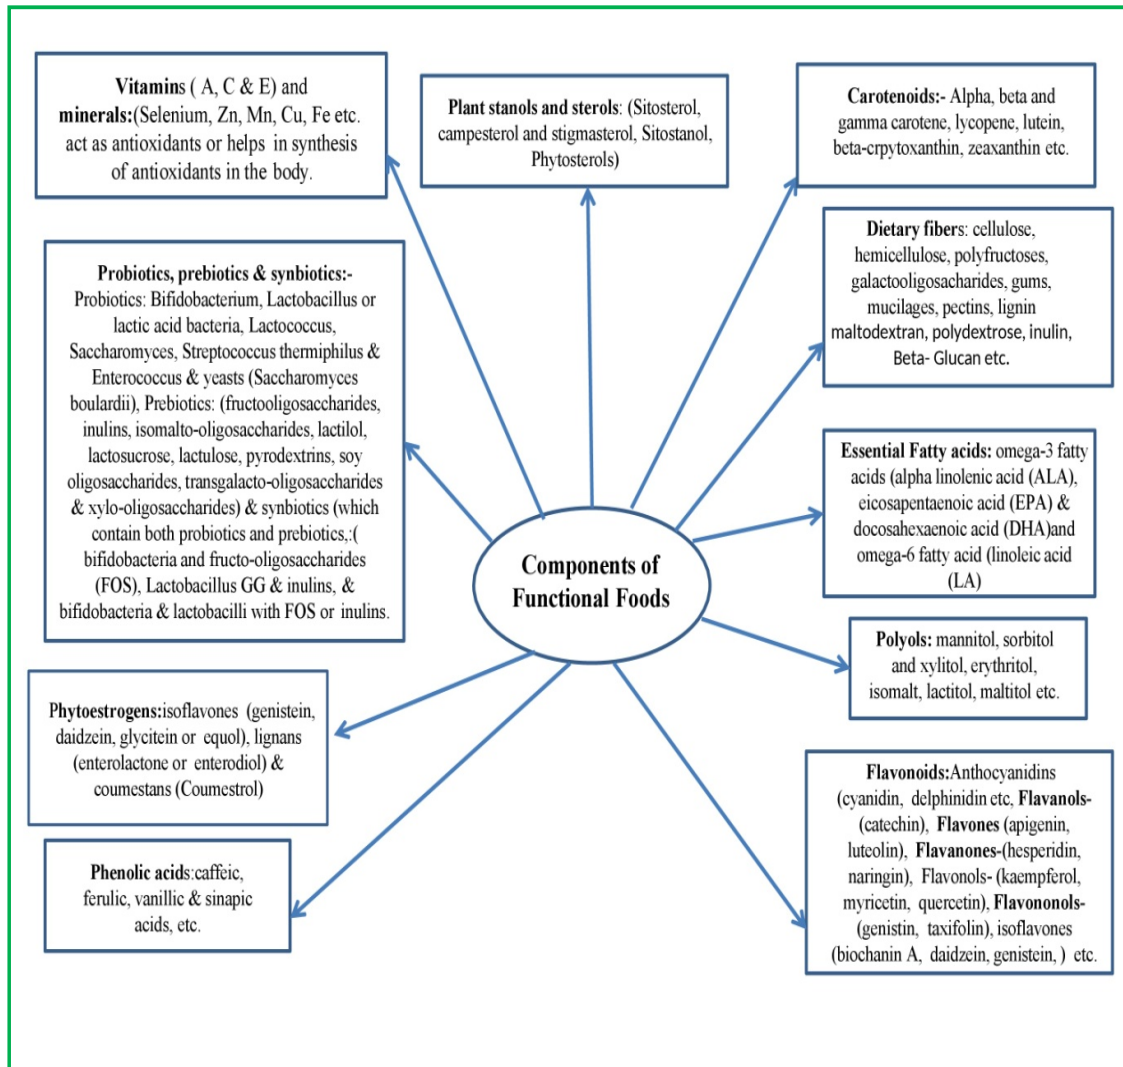 Vitamins ( A, C & E) and
minerals:(Selenium, Zn, Mn, Cu, Fe etc.
act as antioxidants or helps in synthesis
of antioxidants in the body.
Plant stanols and sterols: (Sitosterol,
campesterol and stigmasterol, Sitostanol,
Phytosterols)
Carotenoids:- Alpha, beta and
gamma carotene, lycopene, lutein,
beta-crpytoxanthin, zeaxanthin etc.
Probiotics, prebiotics & synbiotics:-
Probiotics: Bifidobacterium, Lactobacillus or
lactic acid bacteria, Lactococcus,
Saccharomyces, Streptococcus thermiphilus &
Enterococcus & yeasts (Saccharomyces
boulardii), Prebiotics: (fructooligosaccharides,
inulins, isomalto-oligosaccharides, lactilol,
lactosucrose, lactulose, pyrodextrins, soy
oligosaccharides, transgalacto-oligosaccharides
& xylo-oligosaccharides) & synbiotics (which
contain both probiotics and prebiotics,:(
bifidobacteria and fructo-oligosaccharides
(FOS), Lactobacillus GG & inulins, &
bifidobacteria & lactobacilli with FOS or inulins.
Dietary fibers: cellulose,
hemicellulose, polyfructoses,
galactooligosacharides, gums,
mucilages, pectins, lignin
maltodextran, polydextrose, inulin,
Beta- Glucan etc.
Essential Fatty acids: omega-3 fatty
acids (alpha linolenic acid (ALA),
eicosapentaenoic acid (EPA) &
docosahexaenoic acid (DHA)and
omega-6 fatty acid (linoleic acid
(LA)
Components of
Functional Foods
Polyols: mannitol, sorbitol
and xylitol, erythritol,
isomalt, lactitol, maltitol etc.
Phytoestrogens:isoflavones (genistein,
daidzein, glycitein or equol), lignans
(enterolactone or enterodiol) &
coumestans (Coumestrol)
Flavonoids:Anthocyanidins
(cyanidin, delphinidin etc, Flavanols-
(catechin), Flavones (apigenin,
luteolin), Flavanones-(hesperidin,
naringin), Flavonols- (kaempferol,
myricetin, quercetin), Flavononols-
(genistin, taxifolin), isoflavones
(biochanin A, daidzein, genistein, ) etc.
Phenolic acids:caffeic,
ferulic, vanillic & sinapic
acids, etc.